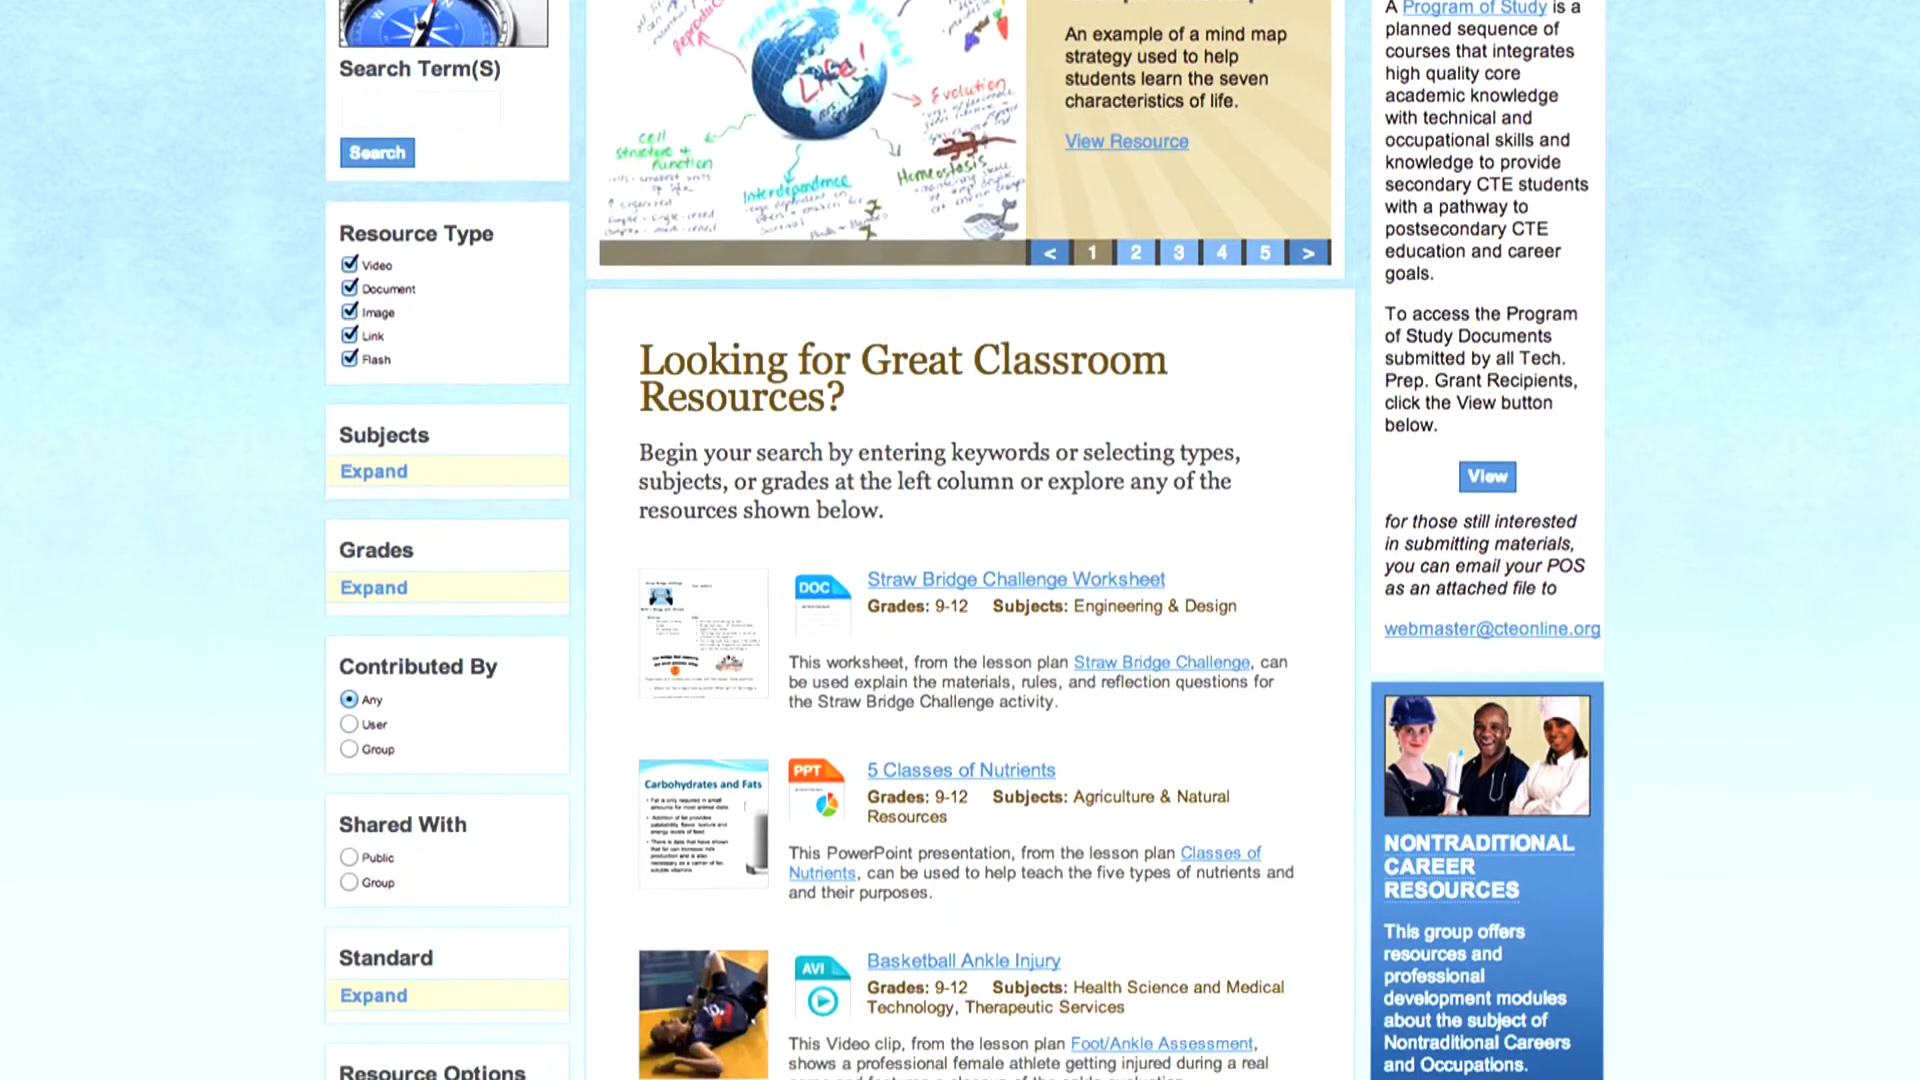 Search Term(S)
Search
Resource Type
Video
Document
Image
Link
Flash
Subjects
Expand
Grades
Expand
Contributed By
Any
User
Group
Shared With
Public
Group
Standard
Expand
Resource Options
Life!
Evolution
cell
structure +
function
Interdependence
Homeostasis
An example of a mind map
strategy used to help
students learn the seven
characteristics of life.
View Resource
< 1 2 3 4 5 >
Looking for Great Classroom
Resources?
Begin your search by entering keywords or selecting types,
subjects, or grades at the left column or explore any of the
resources shown below.
DOC
Straw Bridge Challenge Worksheet
Grades: 9-12 Subjects: Engineering & Design
This worksheet, from the lesson plan Straw Bridge Challenge, can
be used explain the materials, rules, and reflection questions for
the Straw Bridge Challenge activity.
Carbohydrates and Fats
PPT
5 Classes of Nutrients
Grades: 9-12 Subjects: Agriculture & Natural
Resources
This PowerPoint presentation, from the lesson plan Classes of
Nutrients, can be used to help teach the five types of nutrients and
and their purposes.
AVI
Basketball Ankle Injury
Grades: 9-12 Subjects: Health Science and Medical
Technology, Therapeutic Services
This Video clip, from the lesson plan Foot/Ankle Assessment,
shows a professional female athlete getting injured during a real
A Program of Study is a
planned sequence of
courses that integrates
high quality core
academic knowledge
with technical and
occupational skills and
knowledge to provide
secondary CTE students
with a pathway to
postsecondary CTE
education and career
goals.
To access the Program
of Study Documents
submitted by all Tech.
Prep. Grant Recipients,
click the View button
below.
View
for those still interested
in submitting materials,
you can email your POS
as an attached file to
webmaster@cteonline.org
NONTRADITIONAL
CAREER
RESOURCES
This group offers
resources and
professional
development modules
about the subject of
Nontraditional Careers
and Occupations.